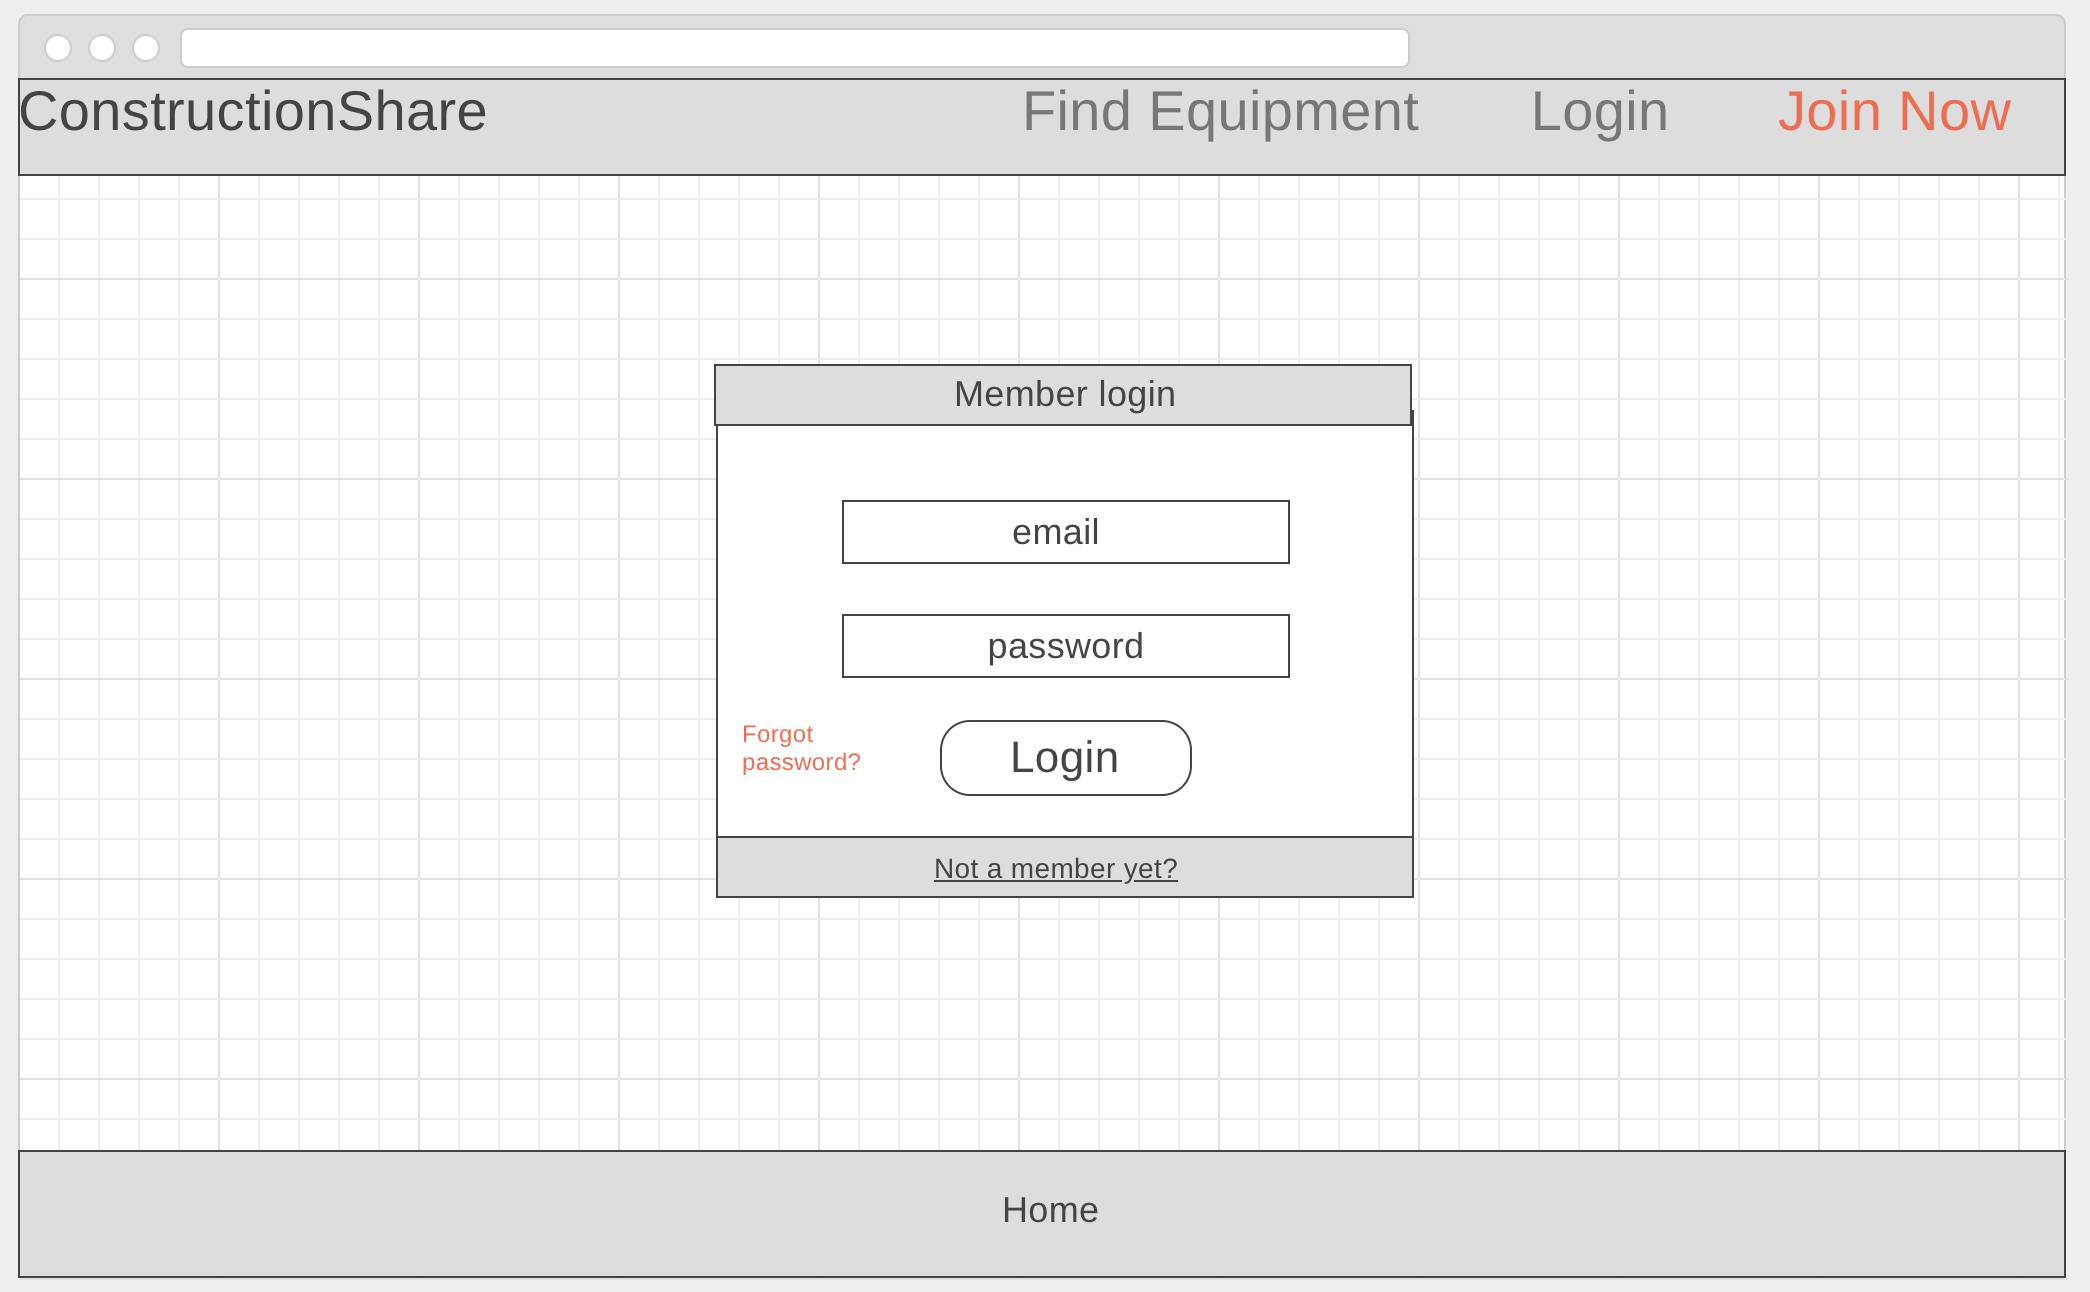 ConstructionShare Find Equipment Login Join Now
Member login
email
password
Forgot
password?
Login
Not a member yet?
Home